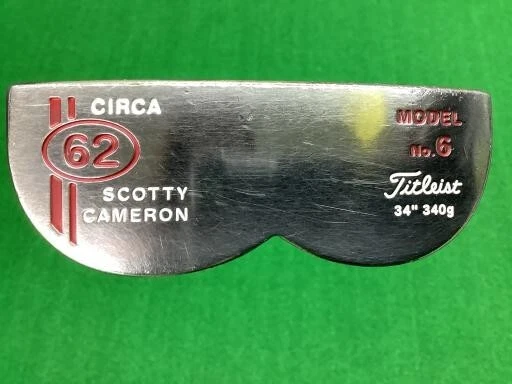 CIRCA
62
SCOTTY
CAMERON
MODEL
No.6
Titleist
34" 340g